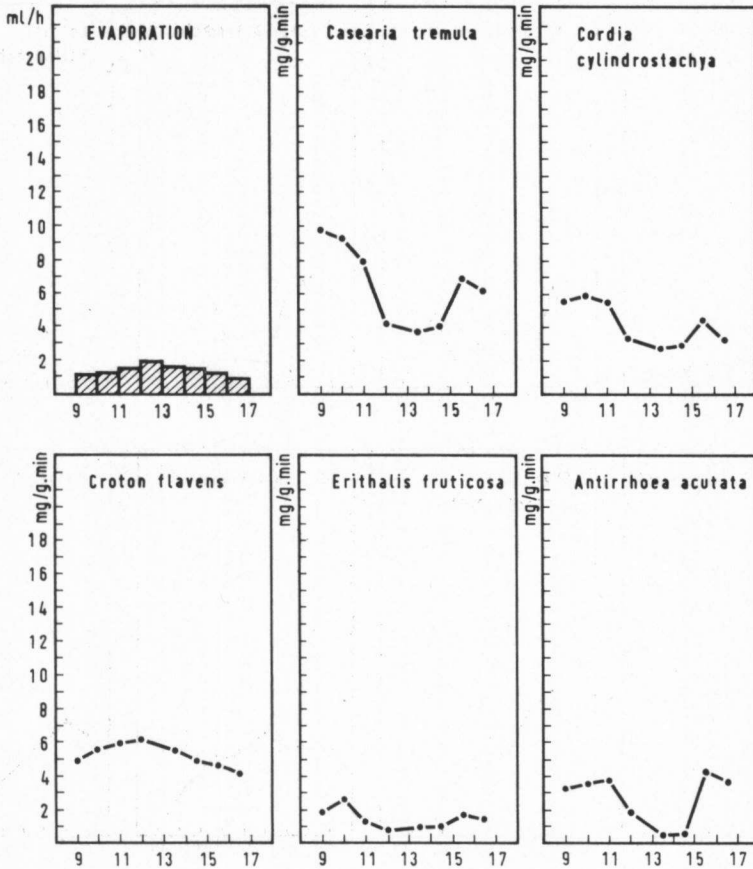 ml/h
EVAPORATION
20
18
16
14
12
10
8
6
4
2
9 11 13 15 17
mg/g.min
Casearia tremula
9 11 13 15 17
mg/g.min
Cordia
cylindrostachya
9 11 13 15 17
mg/g.min
Croton flavens
18
16
14
12
10
8
6
4
2
9 11 13 15 17
mg/g.min
Erithalis fruticosa
9 11 13 15 17
mg/g.min
Antirrhoea acutata
9 11 13 15 17